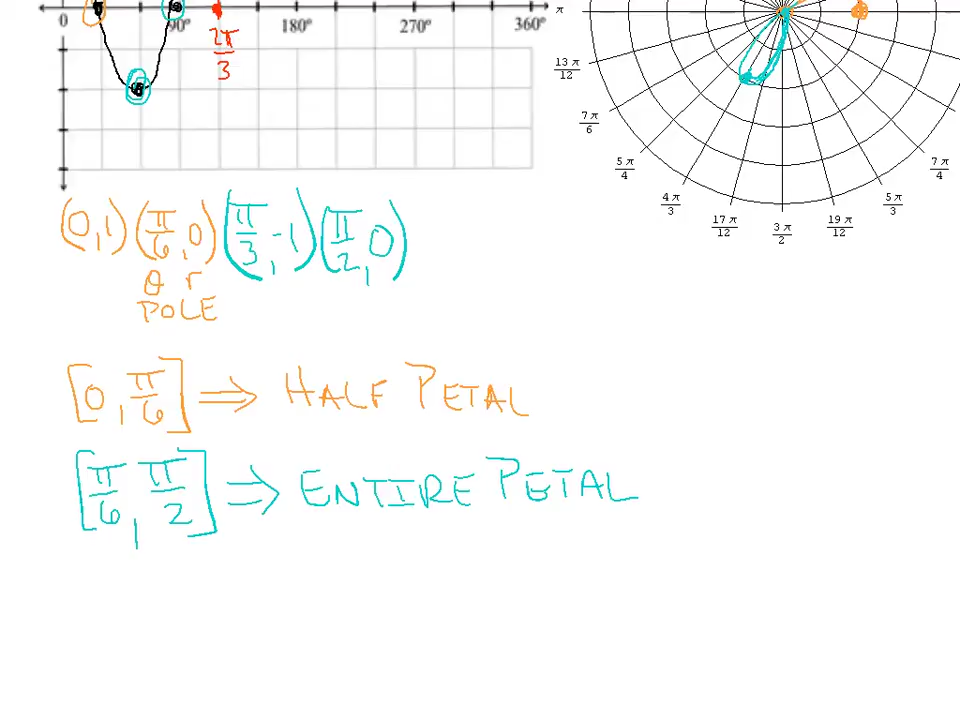 0 90° 180° 270° 360° π
2π/3
13π/12
7π/6
5π/4 7π/4
4π/3 5π/3
17π/12 3π/2 19π/12
(0,1) (π/6, 0) (π/3, -1) (π/2, 0)
θ r
POLE
[0, π/6] ⇒ HALF PETAL
[π/6, π/2] ⇒ ENTIRE PETAL